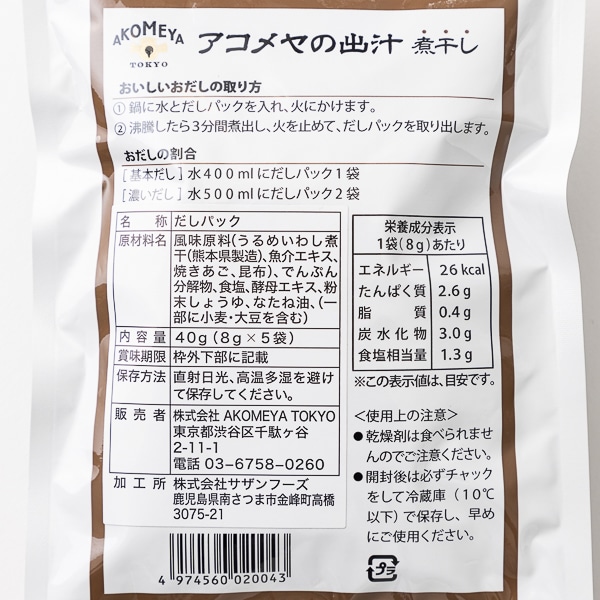 AKOMEYA
TOKYO
アコメヤの出汁 煮干し
おいしいおだしの取り方
① 鍋に水とだしパックを入れ、火にかけます。
② 沸騰したら3分間煮出し、火を止めて、だしパックを取り出します。
おだしの割合
[基本だし] 水400mlにだしパック1袋
[濃いだし] 水500mlにだしパック2袋
名称 だしパック
原材料名 風味原料(うるめいわし煮
干(熊本県製造)、魚介エキス、
焼きあご、昆布)、でんぷん
分解物、食塩、酵母エキス、粉
末しょうゆ、なたね油、(一
部に小麦・大豆を含む)
内容量 40g(8g×5袋)
賞味期限 枠外下部に記載
保存方法 直射日光、高温多湿を避け
て保存してください。
販売者 株式会社 AKOMEYA TOKYO
東京都渋谷区千駄ヶ谷
2-11-1
電話 03-6758-0260
加工所 株式会社サザンフーズ
鹿児島県南さつま市金峰町高橋
3075-21
4 974560 020043
栄養成分表示
1袋(8g)あたり
エネルギー 26 kcal
たんぱく質 2.6g
脂質 0.4g
炭水化物 3.0g
食塩相当量 1.3g
※この表示値は、目安です。
<使用上の注意>
●乾燥剤は食べられませ
んのでご注意ください。
●開封後は必ずチャック
をして冷蔵庫(10℃
以下)で保存し、早め
にご使用ください。
プラ